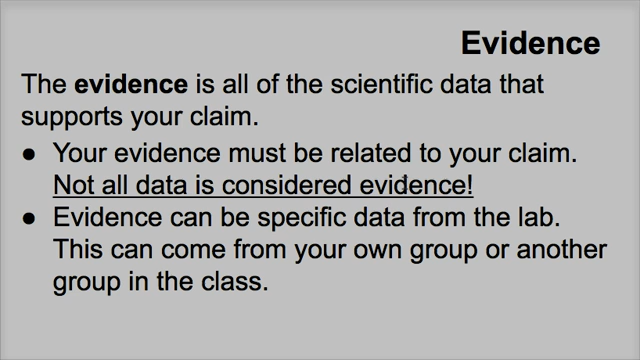 Evidence
The evidence is all of the scientific data that
supports your claim.
● Your evidence must be related to your claim.
Not all data is considered evidence!
● Evidence can be specific data from the lab.
This can come from your own group or another
group in the class.